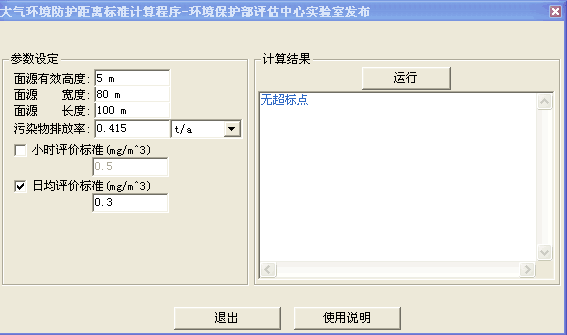 大气环境防护距离标准计算程序-环境保护部评估中心实验室发布
参数设定
面源有效高度: 5 m
面源 宽度: 80 m
面源 长度: 100 m
污染物排放率: 0.415 t/a
小时评价标准(mg/m^3)
0.5
日均评价标准(mg/m^3)
0.3
计算结果
运行
无超标点
退出
使用说明